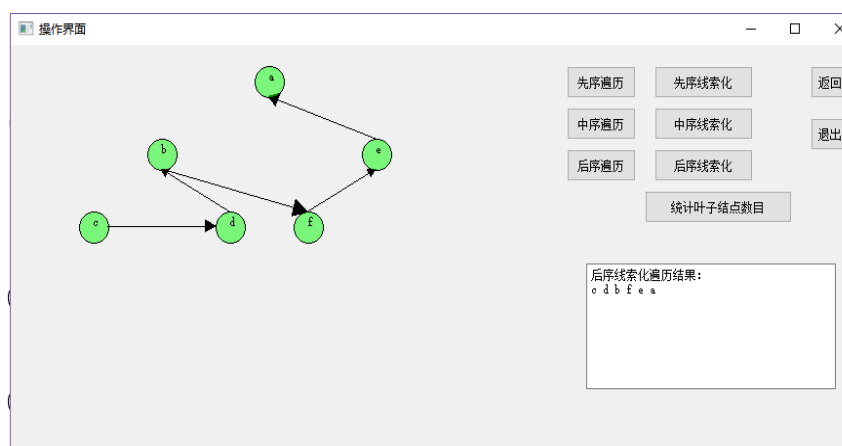 操作界面
a
b
e
c
d
f
先序遍历
先序线索化
返回
中序遍历
中序线索化
退出
后序遍历
后序线索化
统计叶子结点数目
后序线索化遍历结果:
c d b f e a